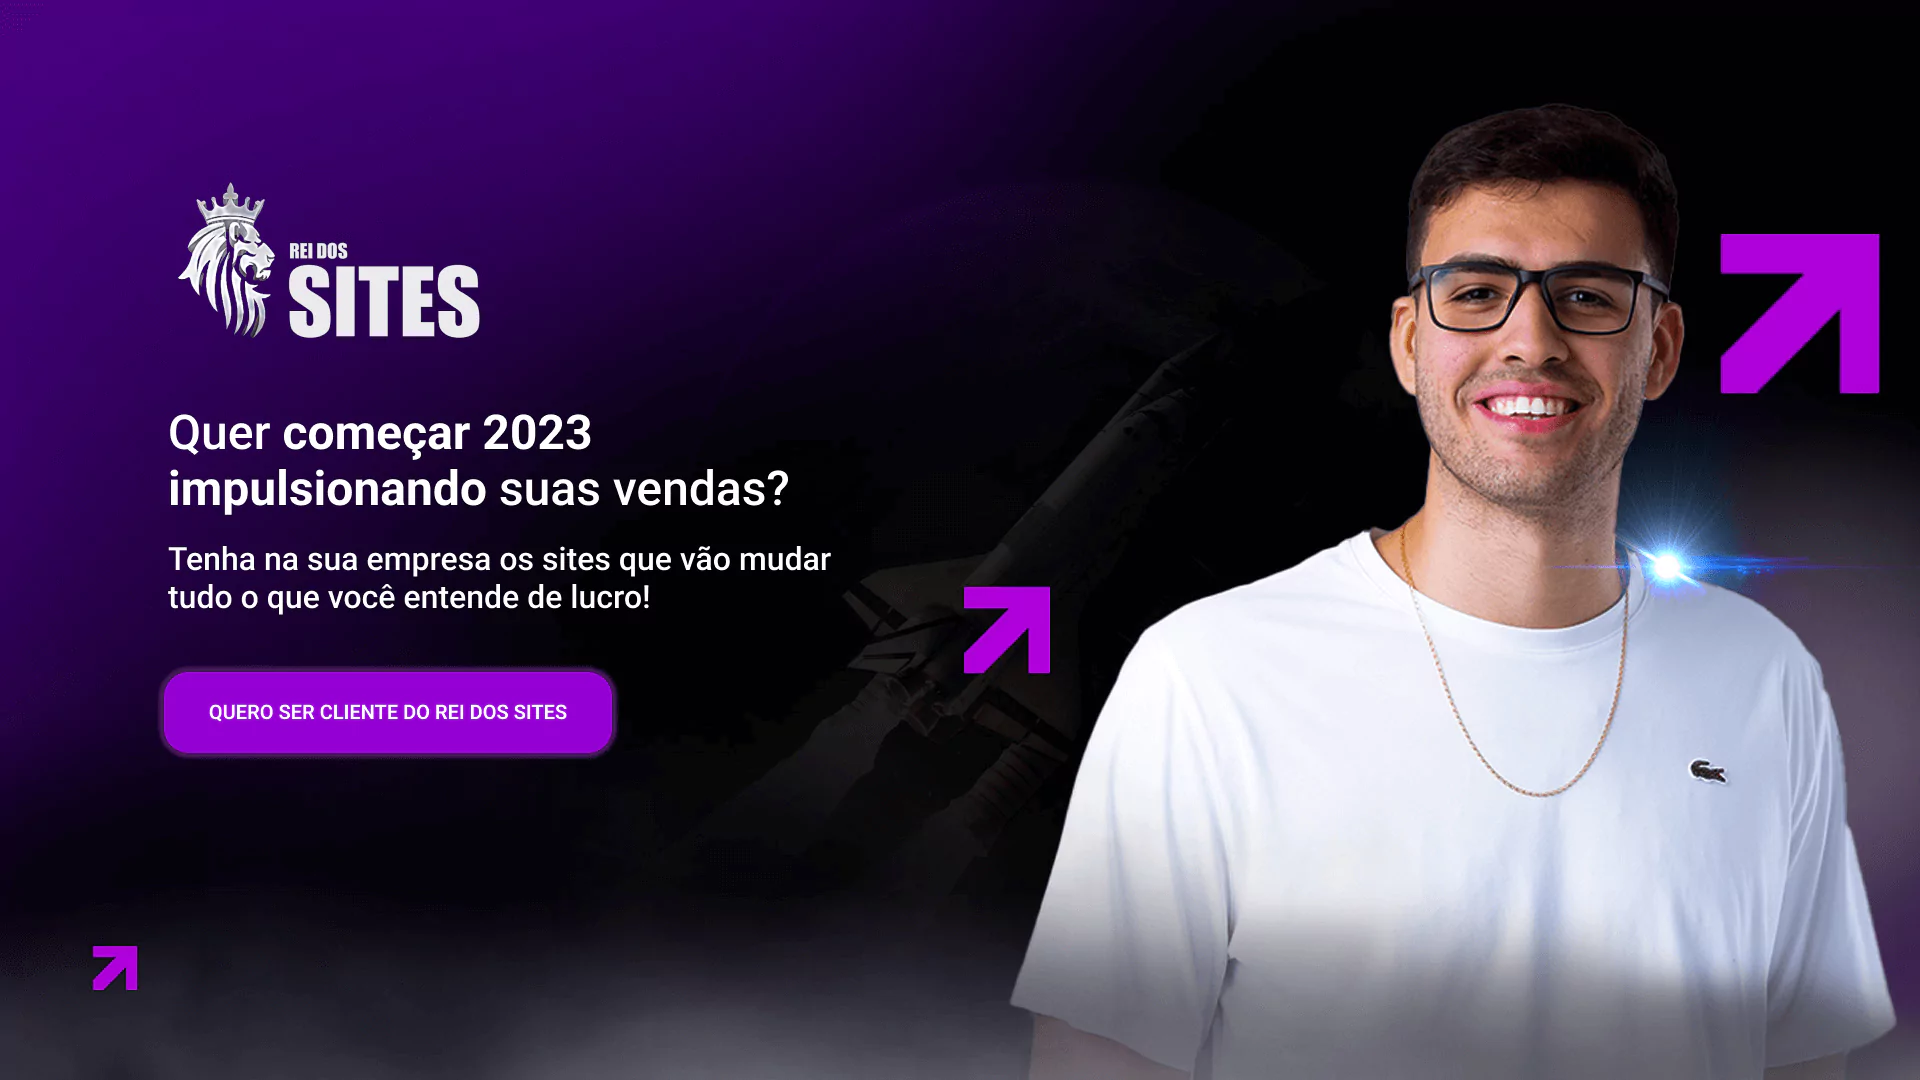 REI DOS
SITES
Quer começar 2023
impulsionando suas vendas?
Tenha na sua empresa os sites que vão mudar
tudo o que você entende de lucro!
QUERO SER CLIENTE DO REI DOS SITES